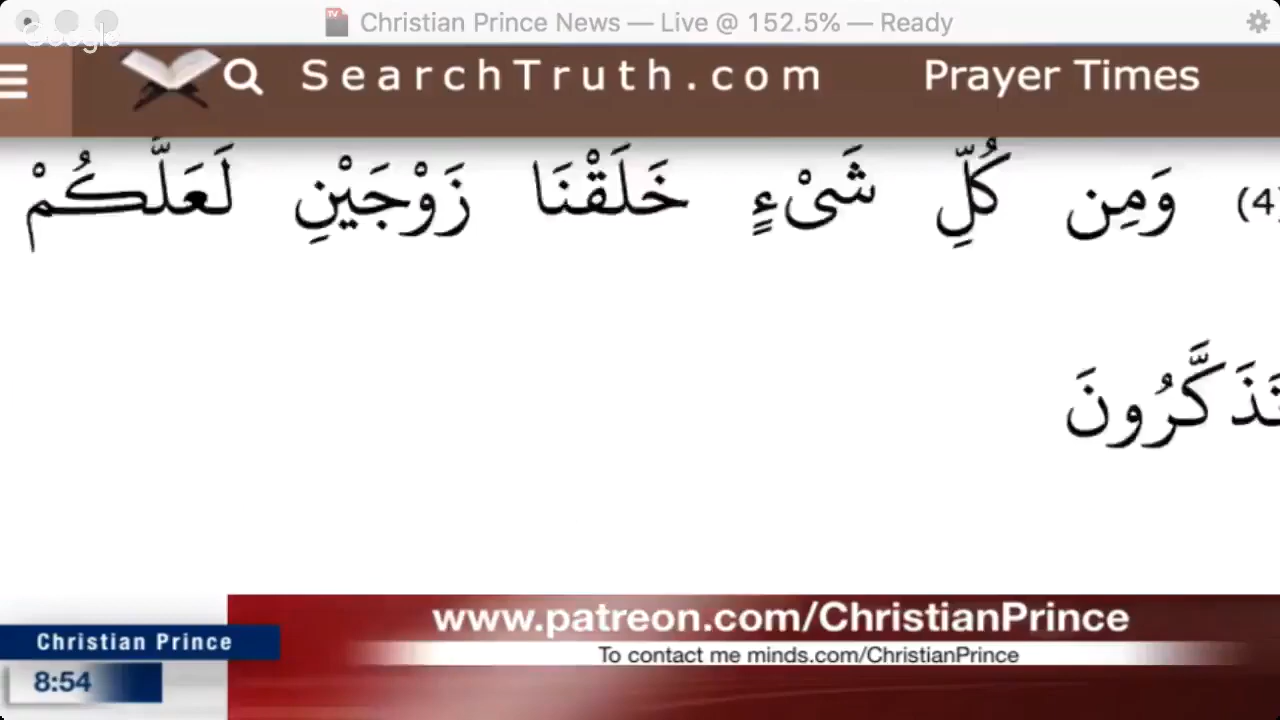 Google
Christian Prince News — Live @ 152.5% — Ready
SearchTruth.com
Prayer Times
(4 وَمِن كُلِّ شَىْءٍ خَلَقْنَا زَوْجَيْنِ لَعَلَّكُمْ
تَذَكَّرُونَ
www.patreon.com/ChristianPrince
Christian Prince
To contact me minds.com/ChristianPrince
8:54